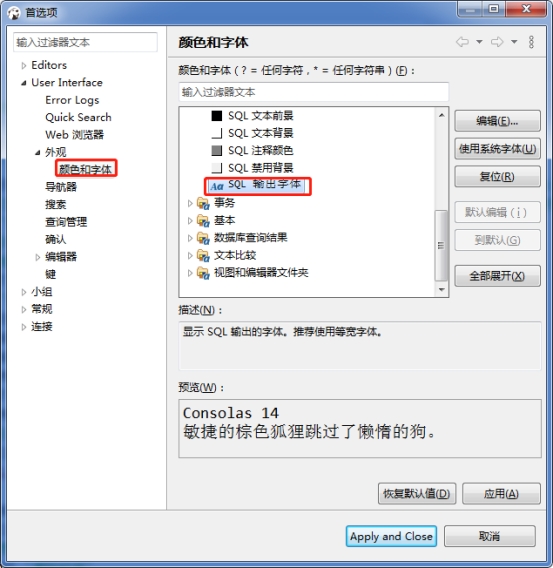 首选项
输入过滤器文本
Editors
User Interface
Error Logs
Quick Search
Web 浏览器
外观
颜色和字体
导航器
搜索
查询管理
确认
编辑器
键
小组
常规
连接
颜色和字体
颜色和字体 (? = 任何字符, * = 任何字符串) (F) :
输入过滤器文本
SQL 文本前景
SQL 文本背景
SQL 注释颜色
SQL 禁用背景
Aa SQL 输出字体
事务
基本
数据库查询结果
文本比较
视图和编辑器文件夹
编辑(E)...
使用系统字体(U)
复位(R)
默认编辑 ( i )
到默认(G)
全部展开(X)
描述(N) :
显示 SQL 输出的字体。推荐使用等宽字体。
预览(W) :
Consolas 14
敏捷的棕色狐狸跳过了懒惰的狗。
恢复默认值(D)
应用(A)
Apply and Close
取消